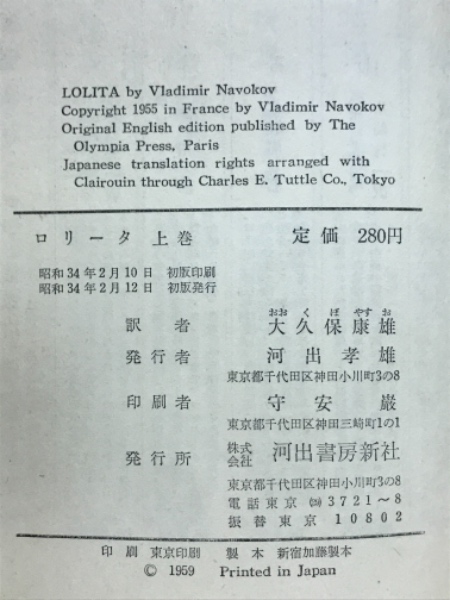 LOLITA by Vladimir Navokov
Copyright 1955 in France by Vladimir Navokov
Original English edition published by The
Olympia Press, Paris
Japanese translation rights arranged with
Clairouin through Charles E. Tuttle Co., Tokyo
ロリータ 上巻 定価 280円
昭和34年2月10日 初版印刷
昭和34年2月12日 初版発行
おお く ぼ やす お
訳者 大久保康雄
発行者 河出孝雄
東京都千代田区神田小川町3の8
印刷者 守安巌
東京都千代田区神田三崎町1の1
発行所 株式会社 河出書房新社
東京都千代田区神田小川町3の8
電話東京 3721〜8
振替東京 10802
印刷 東京印刷 製本 新宿加藤製本
© 1959 Printed in Japan